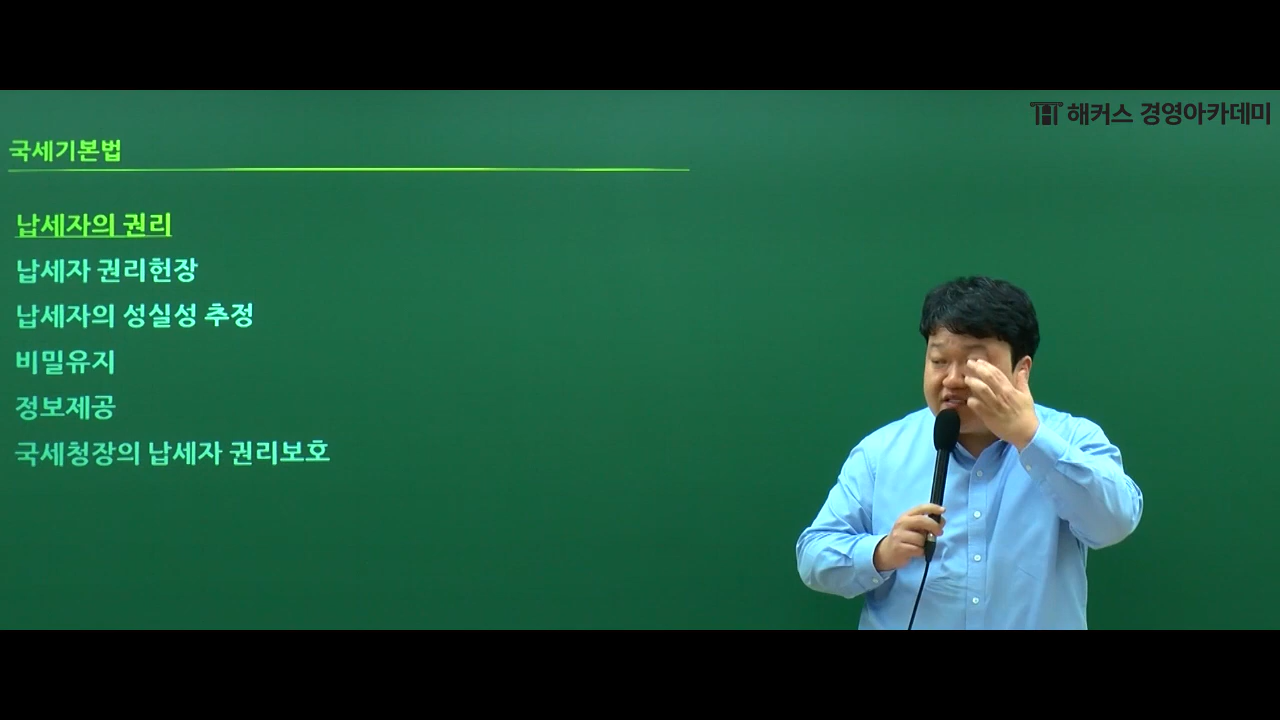 해커스 경영아카데미
국세기본법
납세자의 권리
납세자 권리헌장
납세자의 성실성 추정
비밀유지
정보제공
국세청장의 납세자 권리보호